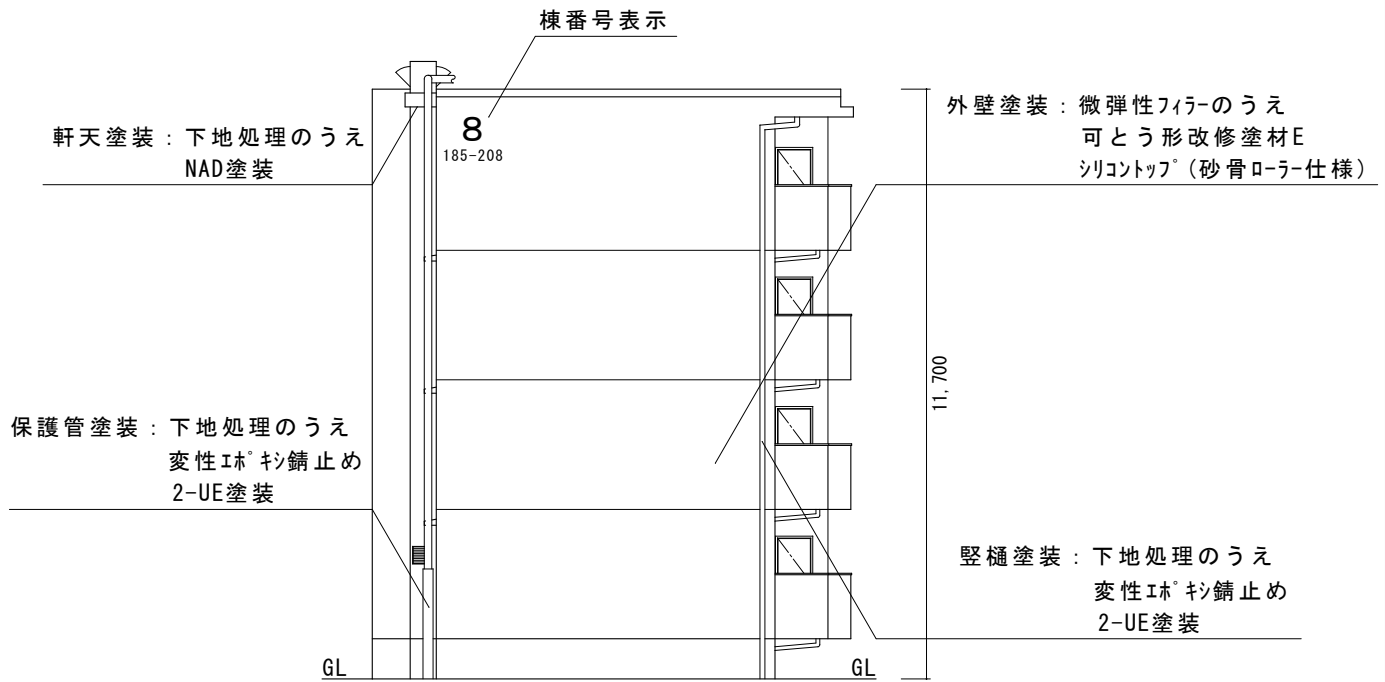 棟番号表示
軒天塗装：下地処理のうえ
NAD塗装
8
185-208
外壁塗装：微弾性ﾌｨﾗｰのうえ
可とう形改修塗材E
ｼﾘｺﾝﾄｯﾌﾟ(砂骨ﾛｰﾗｰ仕様)
11,700
保護管塗装：下地処理のうえ
変性ｴﾎﾟｷｼ錆止め
2-UE塗装
竪樋塗装：下地処理のうえ
変性ｴﾎﾟｷｼ錆止め
2-UE塗装
GL
GL